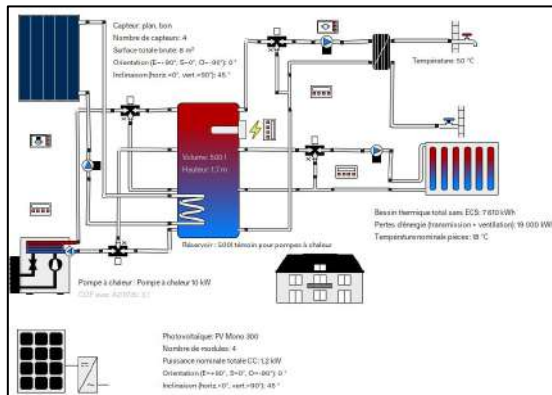 Capteur: plan, bon
Nombre de capteurs: 4
Surface totale brute: 8 m²
Orientation (E=+90°, S=0°, O=-90°): 0 °
Inclinaison (horiz.=0°, vert.=90°): 45 °
Température: 50 °C
Volume: 500 l
Hauteur: 1,7 m
Besoin thermique total sans ECS: 7 610 kWh
Pertes d'énergie (transmission + ventilation): 19 000 kWh
Température nominale pièces: 19 °C
Réservoir : 500l témoin pour pompes à chaleur
Pompe à chaleur : Pompe à chaleur 10 kW
Photovoltaïque: PV Mono 300
Nombre de modules: 4
Puissance nominale totale CC: 1,2 kW
Orientation (E=+90°, S=0°, O=-90°): 0 °
Inclinaison (horiz.=0°, vert.=90°): 45 °